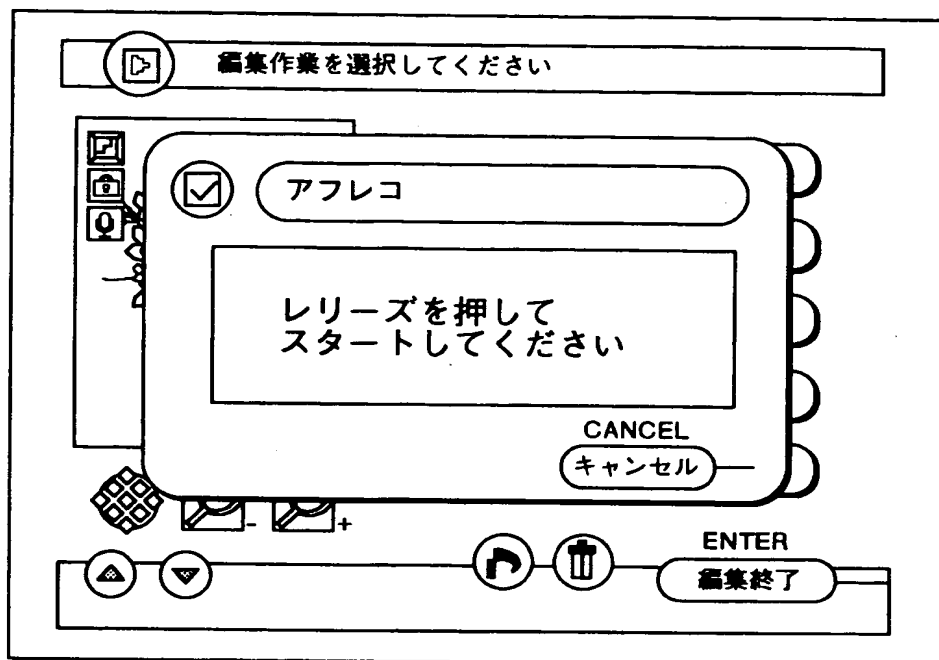 編集作業を選択してください
アフレコ
レリーズを押して
スタートしてください
CANCEL
キャンセル
- +
ENTER
編集終了